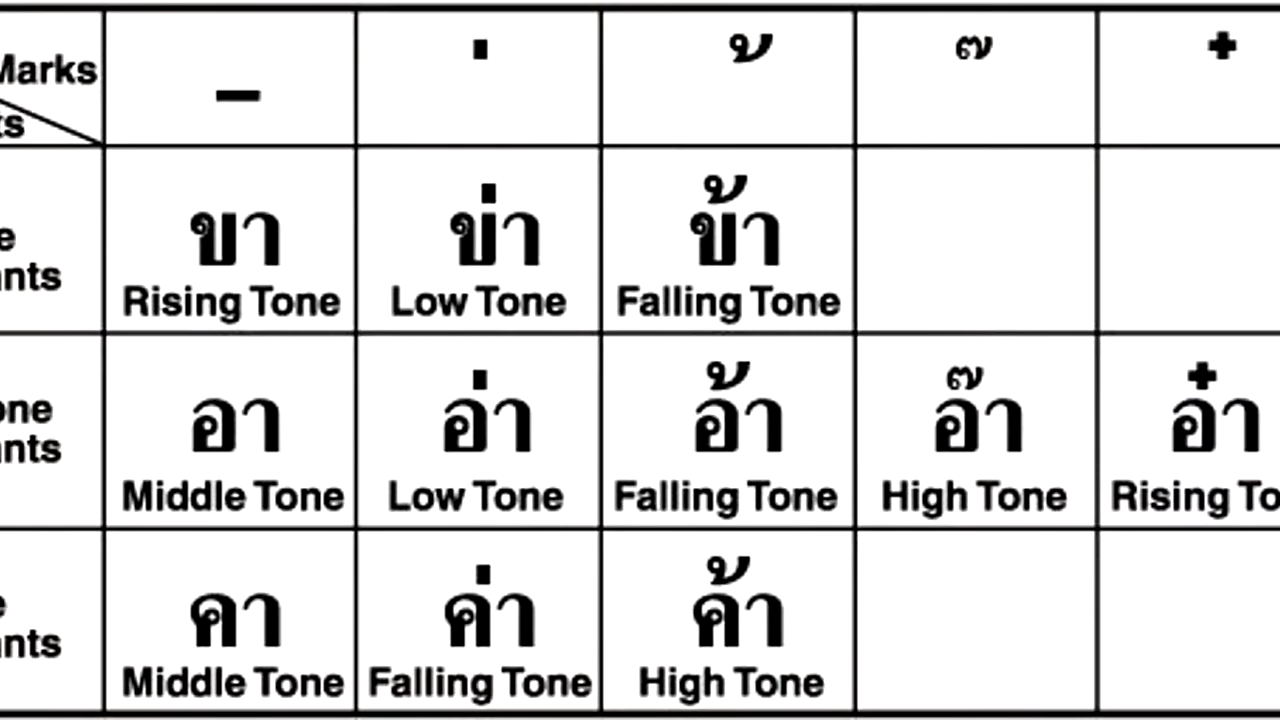 Marks
–
่ ้ ๊ ๋
ขา ข่า ข้า
Rising Tone Low Tone Falling Tone
อา อ่า อ้า อ๊า อ๋า
Middle Tone Low Tone Falling Tone High Tone Rising To
คา ค่า ค้า
Middle Tone Falling Tone High Tone